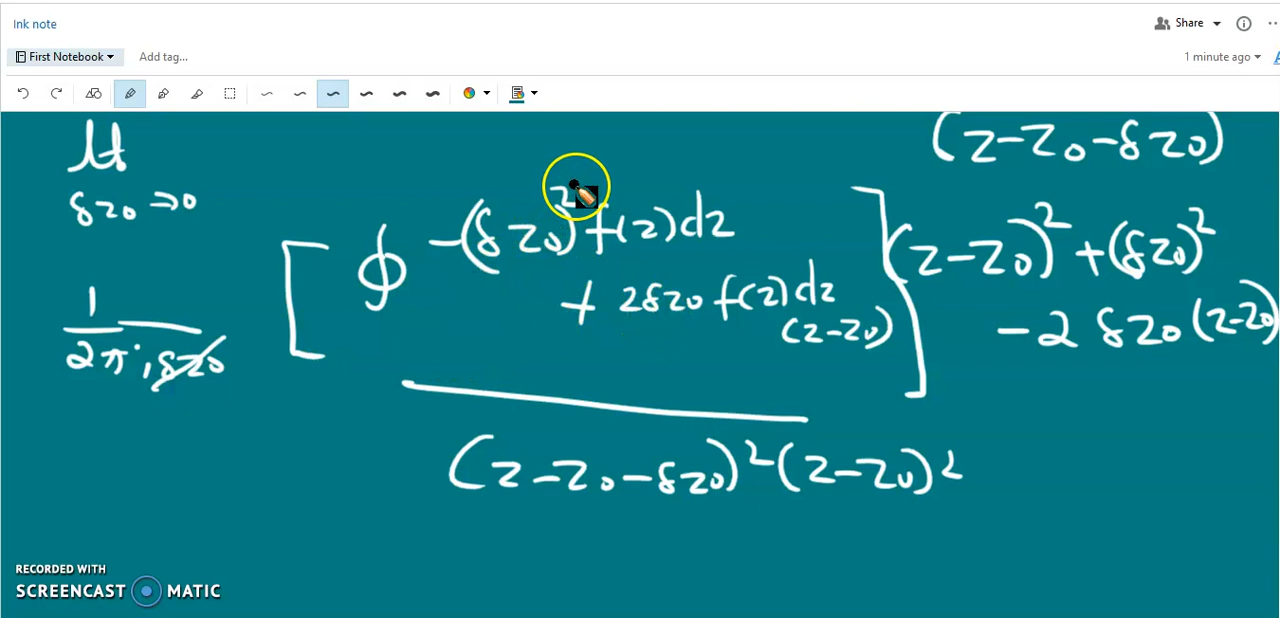 Ink note
Share
First Notebook
Add tag...
1 minute ago
Lt
δz₀→0
(z-z₀-δz₀)
1
2πi.δz₀
[∮ -(δz₀)² f(z)dz
+ 2δz₀ f(z)dz
(z-z₀)]
(z-z₀-δz₀)²(z-z₀)²
(z-z₀)²+(δz₀)²
-2 δz₀(z-z₀)
RECORDED WITH
SCREENCAST MATIC